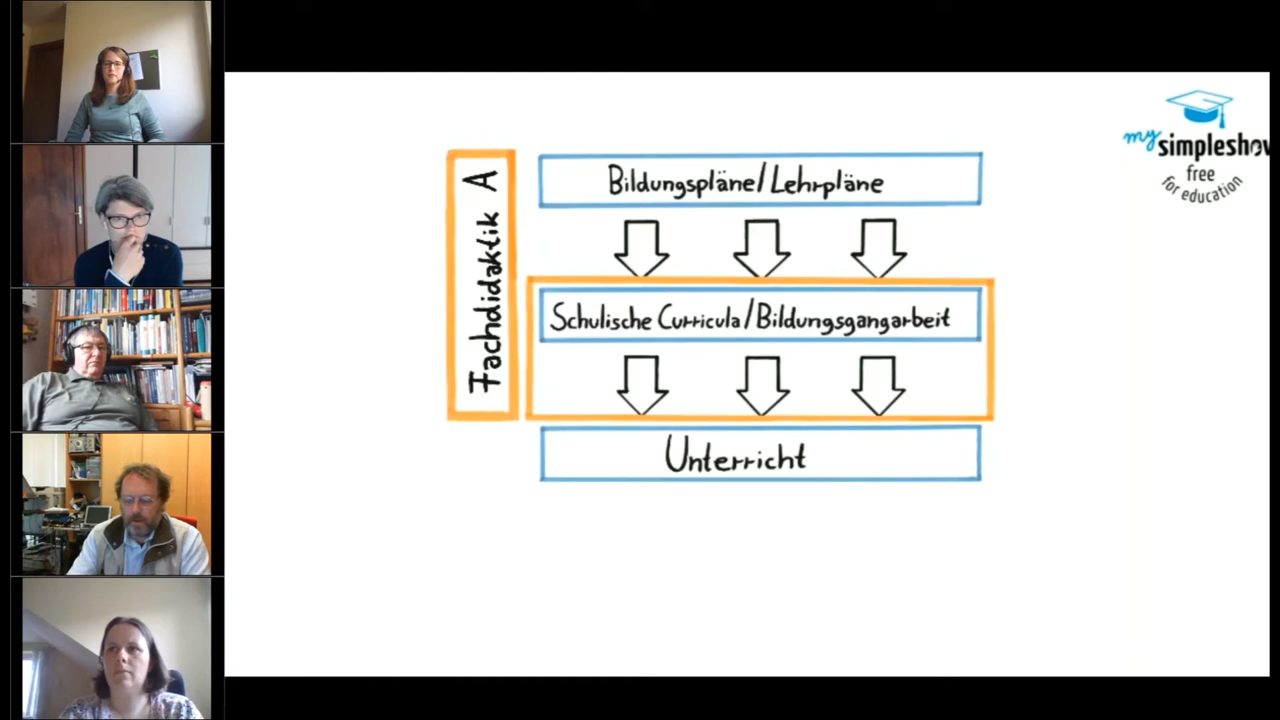 my
simpleshow
free
for education
Fachdidaktik A
Bildungspläne/Lehrpläne
Schulische Curricula/Bildungsgangarbeit
Unterricht